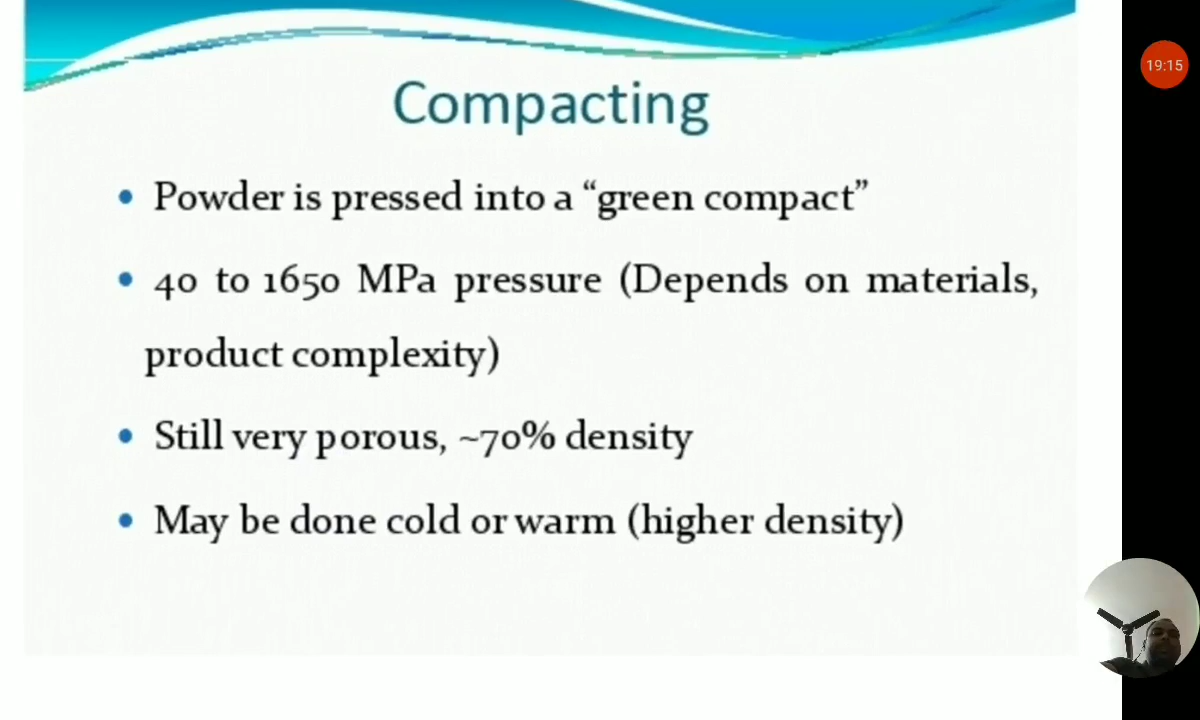 19:15
Compacting
• Powder is pressed into a “green compact”
• 40 to 1650 MPa pressure (Depends on materials,
product complexity)
• Still very porous, ~70% density
• May be done cold or warm (higher density)